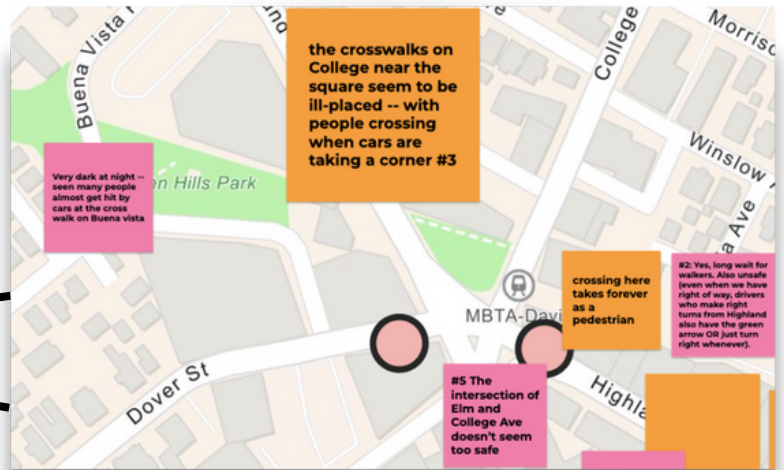 Buena Vista
College
Morris
the crosswalks on
College near the
square seem to be
ill-placed -- with
people crossing
when cars are
taking a corner #3
Winslow
Very dark at night --
seen many people
almost get hit by
cars at the cross
walk on Buena vista
en Hills Park
a Ave
crossing here
takes forever
as a
pedestrian
#2: Yes, long wait for
walkers. Also unsafe
(even when we have
right of way, drivers
who make right
turns from Highland
also have the green
arrow OR just turn
right whenever).
MBTA-Davi
Dover St
#5 The
intersection of
Elm and
College Ave
doesn't seem
too safe
Highla